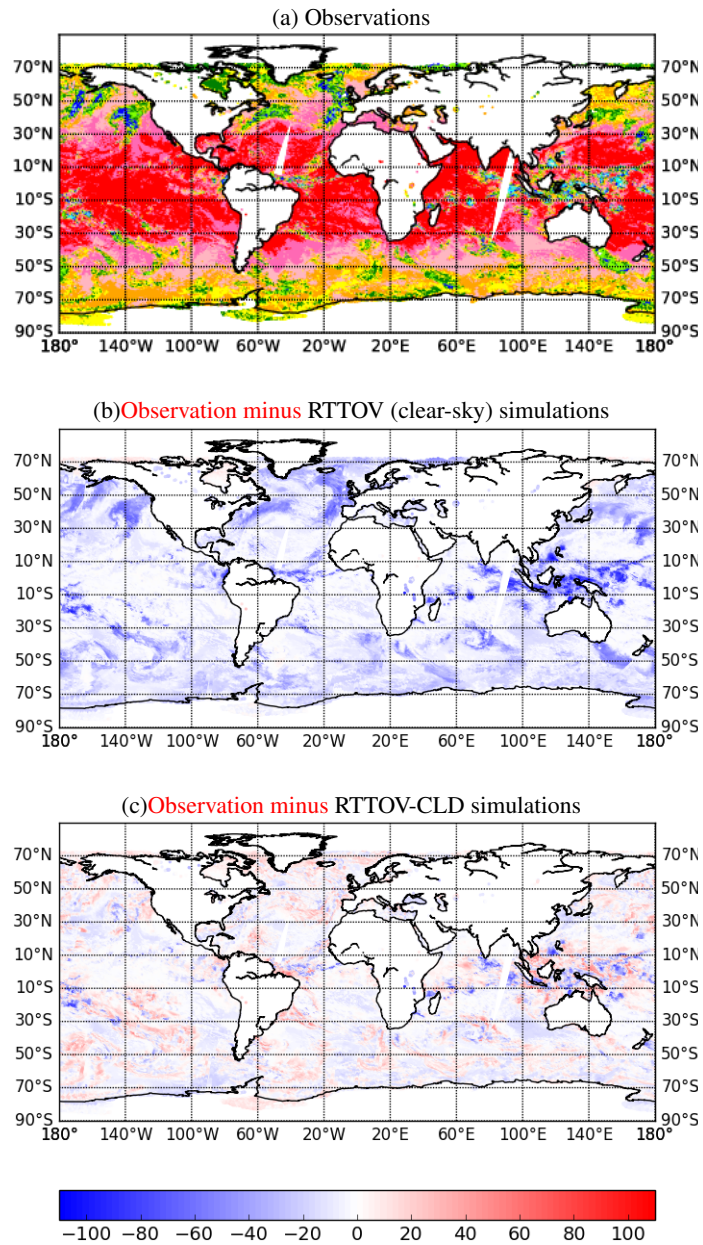 (a) Observations
70°N 70°N
50°N 50°N
30°N 30°N
10°N 10°N
10°S 10°S
30°S 30°S
50°S 50°S
70°S 70°S
90°S 90°S
180° 140°W 100°W 60°W 20°W 20°E 60°E 100°E 140°E 180°
(b)Observation minus RTTOV (clear-sky) simulations
70°N 70°N
50°N 50°N
30°N 30°N
10°N 10°N
10°S 10°S
30°S 30°S
50°S 50°S
70°S 70°S
90°S 90°S
180° 140°W 100°W 60°W 20°W 20°E 60°E 100°E 140°E 180°
(c)Observation minus RTTOV-CLD simulations
70°N 70°N
50°N 50°N
30°N 30°N
10°N 10°N
10°S 10°S
30°S 30°S
50°S 50°S
70°S 70°S
90°S 90°S
180° 140°W 100°W 60°W 20°W 20°E 60°E 100°E 140°E 180°
−100 −80 −60 −40 −20 0 20 40 60 80 100